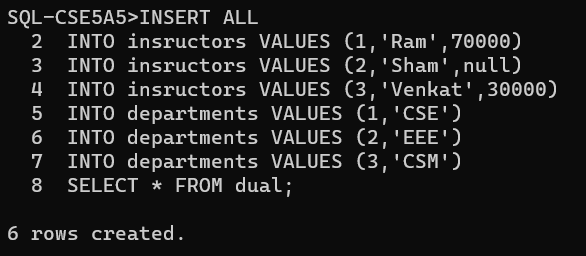 SQL-CSE5A5>INSERT ALL
  2  INTO insructors VALUES (1,'Ram',70000)
  3  INTO insructors VALUES (2,'Sham',null)
  4  INTO insructors VALUES (3,'Venkat',30000)
  5  INTO departments VALUES (1,'CSE')
  6  INTO departments VALUES (2,'EEE')
  7  INTO departments VALUES (3,'CSM')
  8  SELECT * FROM dual;
6 rows created.